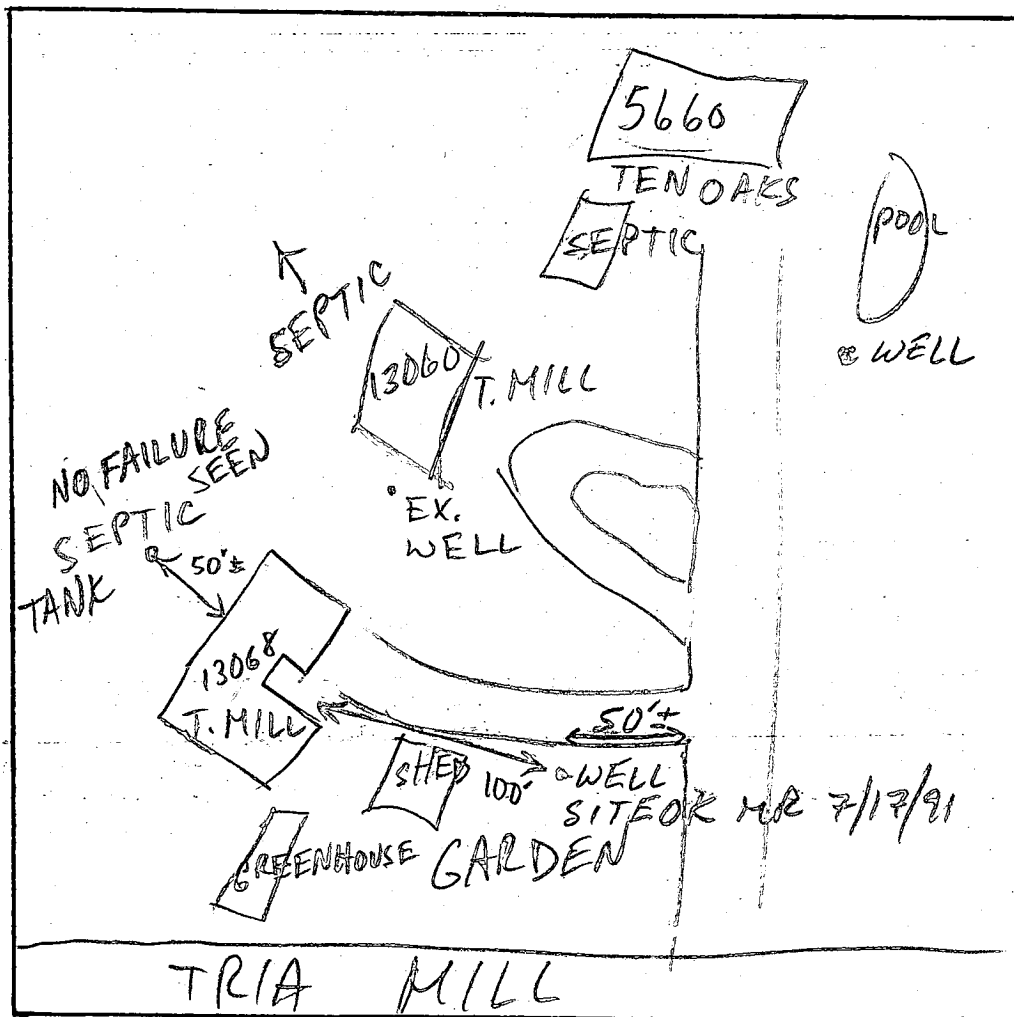 5660
TEN OAKS
SEPTIC
POOL
WELL
SEPTIC
13060
T. MILL
EX.
WELL
NO FAILURE
SEEN
SEPTIC
TANK
50'±
13068
T. MILL
50'±
SHED
100'
WELL
SITE OK MR 7/17/91
GREENHOUSE
GARDEN
TRIA MILL